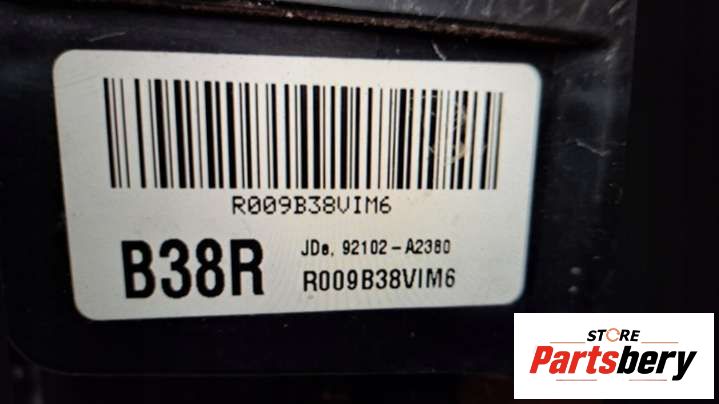 R009B38VIM6
B38R
JDe, 92102-A2380
R009B38VIM6
STORE
Partsbery